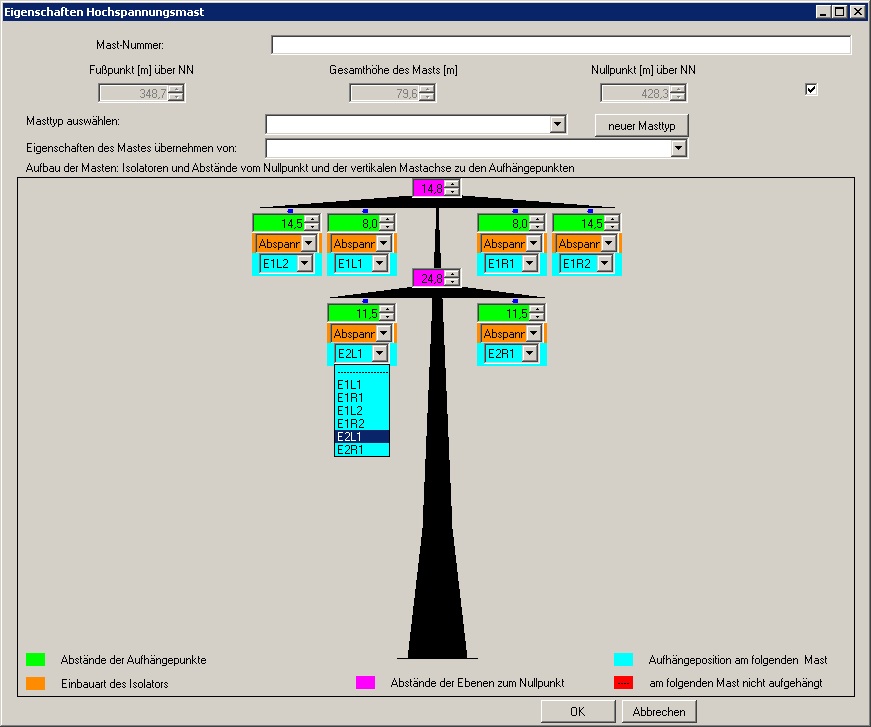 Eigenschaften Hochspannungsmast
Mast-Nummer:
Fußpunkt [m] über NN Gesamthöhe des Masts [m] Nullpunkt [m] über NN
348,7 79,6 428,3
Masttyp auswählen: neuer Masttyp
Eigenschaften des Mastes übernehmen von:
Aufbau der Masten: Isolatoren und Abstände vom Nullpunkt und der vertikalen Mastachse zu den Aufhängepunkten
14,8
14,5 8,0 8,0 14,5
Abspanr Abspanr Abspanr Abspanr
E1L2 E1L1 E1R1 E1R2
24,8
11,5 11,5
Abspanr Abspanr
E2L1 E2R1
----------------
E1L1
E1R1
E1L2
E1R2
E2L1
E2R1
Abstände der Aufhängepunkte Aufhängeposition am folgenden Mast
Einbauart des Isolators Abstände der Ebenen zum Nullpunkt ---- am folgenden Mast nicht aufgehängt
OK Abbrechen